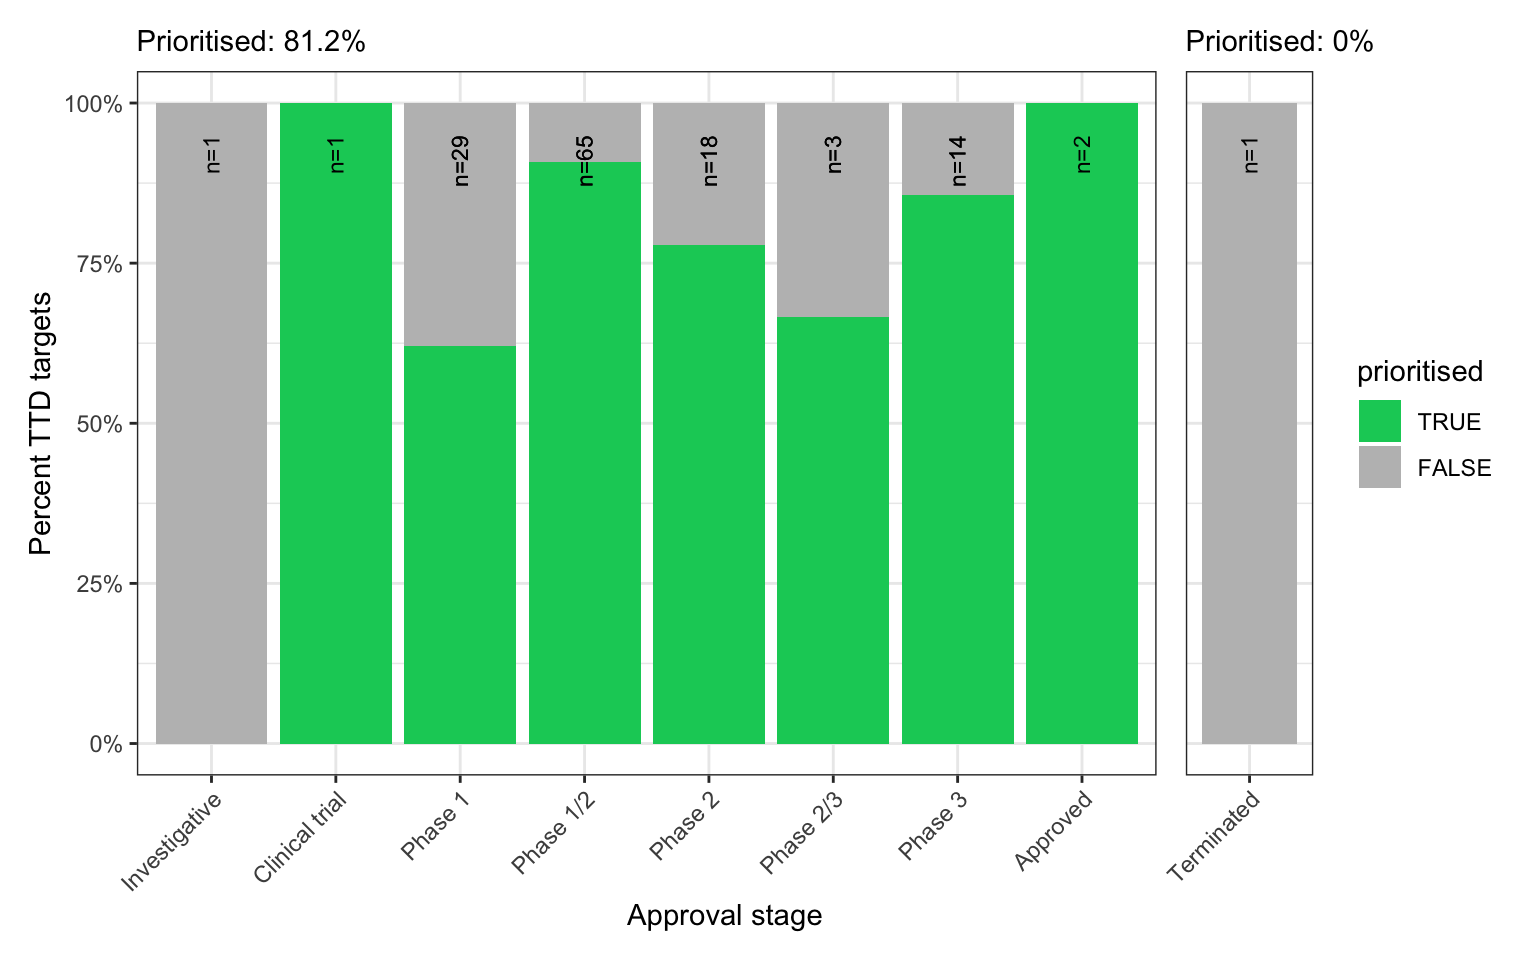 Prioritised: 81.2%
Prioritised: 0%
100%
75%
50%
25%
0%
Percent TTD targets
n=1
n=1
n=29
n=65
n=18
n=3
n=14
n=2
n=1
Investigative
Clinical trial
Phase 1
Phase 1/2
Phase 2
Phase 2/3
Phase 3
Approved
Terminated
Approval stage
prioritised
TRUE
FALSE